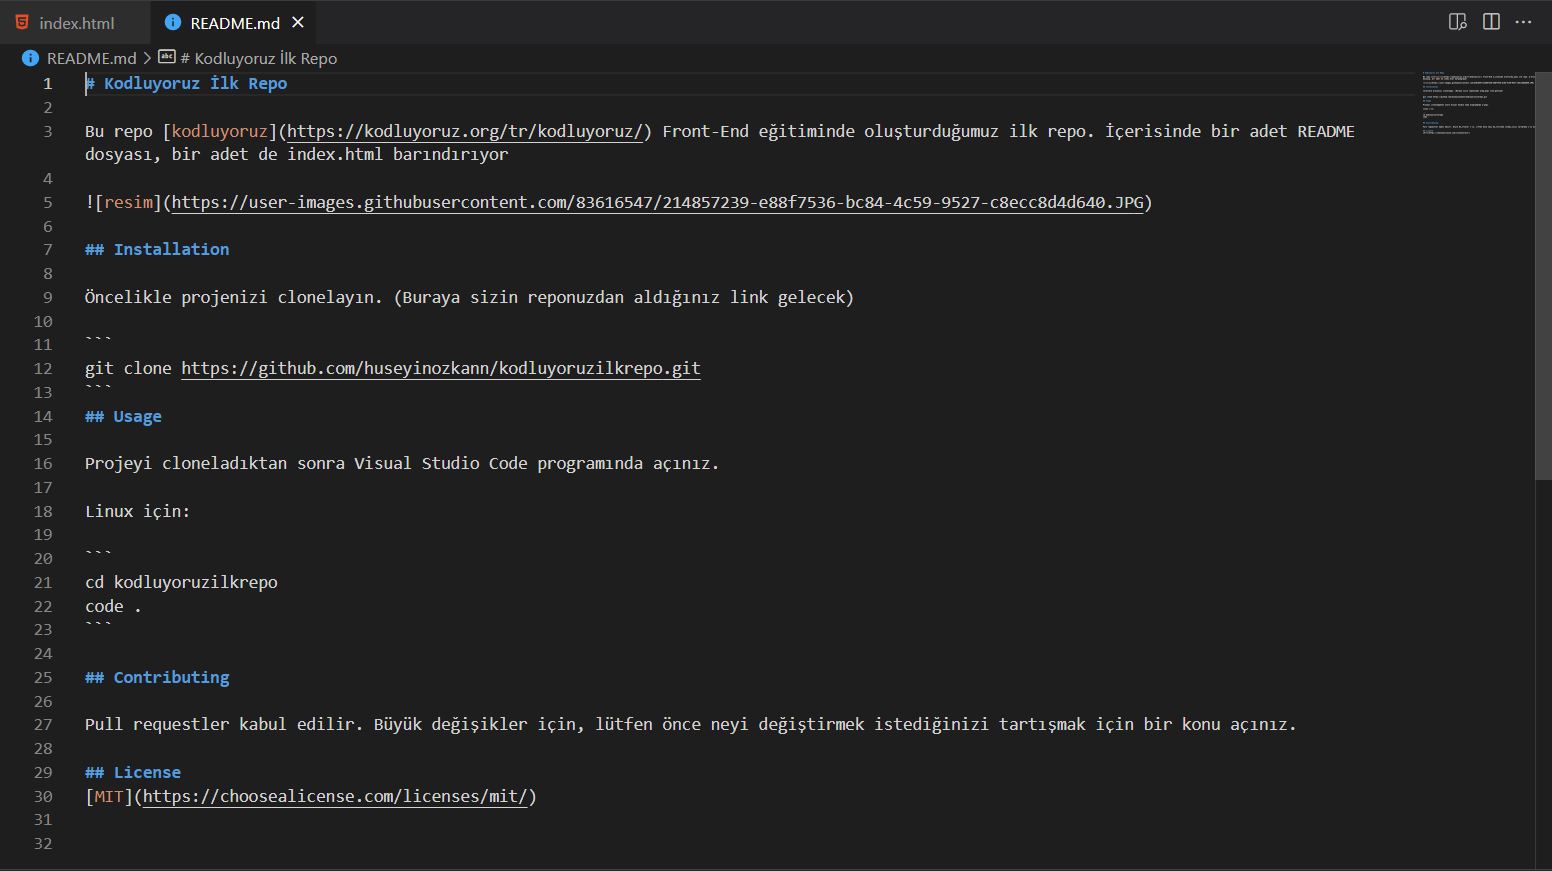 index.html
README.md
README.md > # Kodluyoruz İlk Repo
1 # Kodluyoruz İlk Repo
2
3 Bu repo [kodluyoruz](https://kodluyoruz.org/tr/kodluyoruz/) Front-End eğitiminde oluşturduğumuz ilk repo. İçerisinde bir adet README
dosyası, bir adet de index.html barındırıyor
4
5 ![resim](https://user-images.githubusercontent.com/83616547/214857239-e88f7536-bc84-4c59-9527-c8ecc8d4d640.JPG)
6
7 ## Installation
8
9 Öncelikle projenizi clonelayın. (Buraya sizin reponuzdan aldığınız link gelecek)
10
11 ```
12 git clone https://github.com/huseyinozkann/kodluyoruzilkrepo.git
13 ```
14 ## Usage
15
16 Projeyi cloneladıktan sonra Visual Studio Code programında açınız.
17
18 Linux için:
19
20 ```
21 cd kodluyoruzilkrepo
22 code .
23 ```
24
25 ## Contributing
26
27 Pull requestler kabul edilir. Büyük değişikler için, lütfen önce neyi değiştirmek istediğinizi tartışmak için bir konu açınız.
28
29 ## License
30 [MIT](https://choosealicense.com/licenses/mit/)
31
32